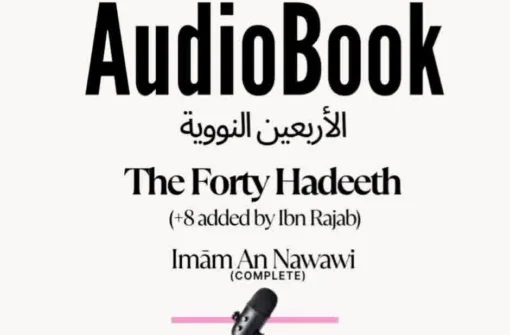 AudioBook
الأربعين النووية
The Forty Hadeeth
(+8 added by Ibn Rajab)
Imām An Nawawi
(COMPLETE)